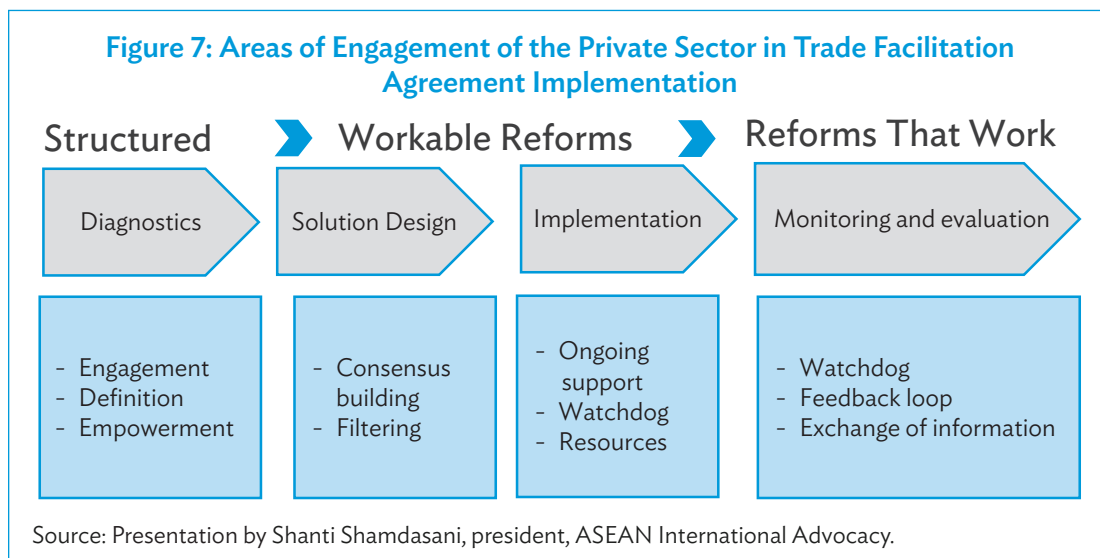 Figure 7: Areas of Engagement of the Private Sector in Trade Facilitation
Agreement Implementation
Structured
Workable Reforms
Reforms That Work
Diagnostics
Solution Design
Implementation
Monitoring and evaluation
- Engagement
- Definition
- Empowerment
- Consensus
building
- Filtering
- Ongoing
support
- Watchdog
- Resources
- Watchdog
- Feedback loop
- Exchange of information
Source: Presentation by Shanti Shamdasani, president, ASEAN International Advocacy.